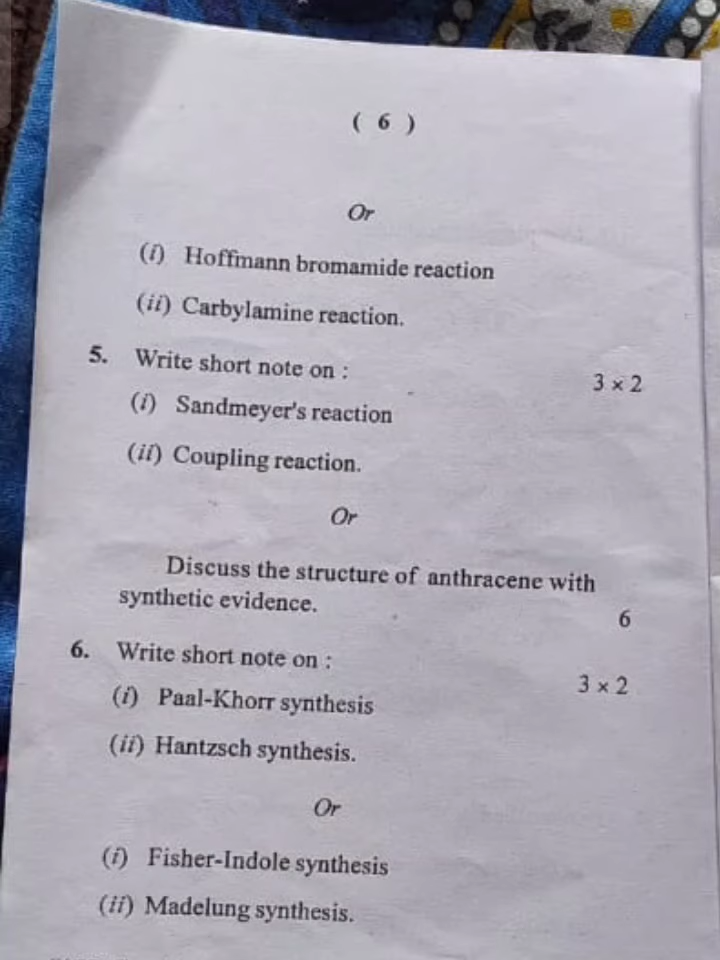 ( 6 )
Or
(i) Hoffmann bromamide reaction
(ii) Carbylamine reaction.
5. Write short note on : 3 × 2
(i) Sandmeyer's reaction
(ii) Coupling reaction.
Or
Discuss the structure of anthracene with
synthetic evidence. 6
6. Write short note on : 3 × 2
(i) Paal-Khorr synthesis
(ii) Hantzsch synthesis.
Or
(i) Fisher-Indole synthesis
(ii) Madelung synthesis.